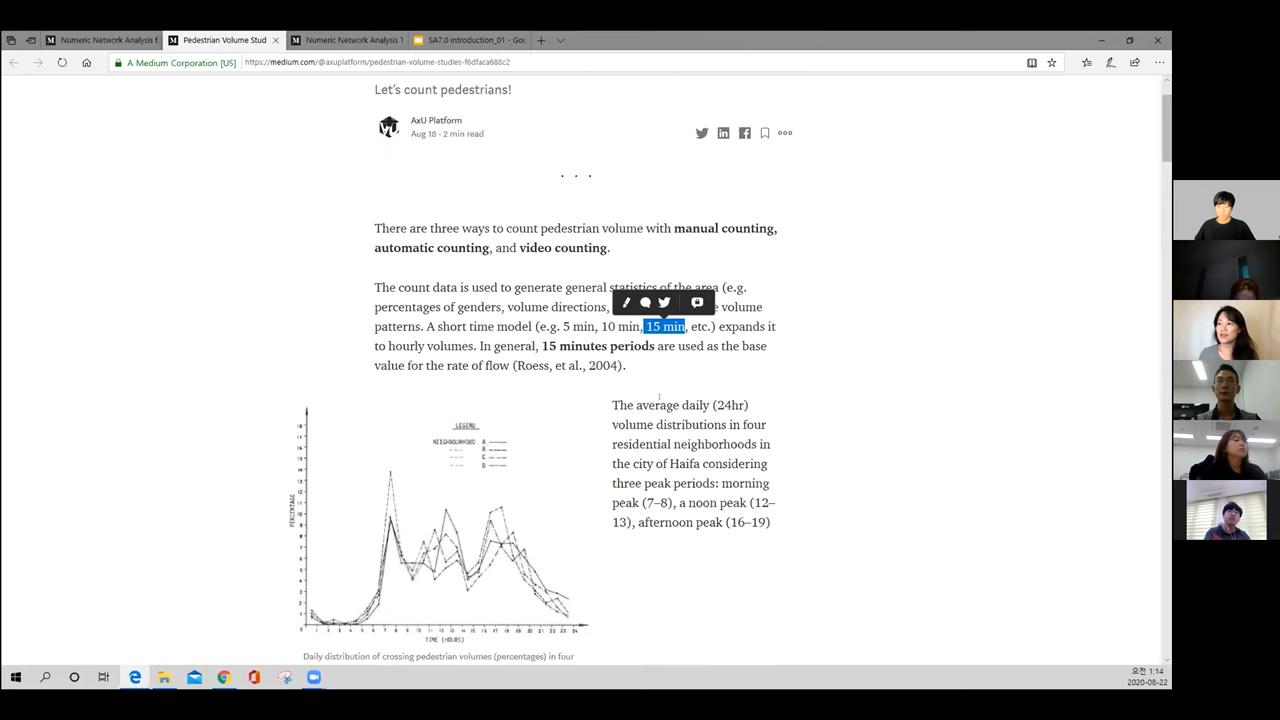 Numeric Network Analysis f
Pedestrian Volume Stud
Numeric Network Analysis T
SA7.0 introduction_01 - Goo
A Medium Corporation [US]
https://medium.com/@axuplatform/pedestrian-volume-studies-f6dfaca688c2
Let's count pedestrians!
AxU Platform
Aug 18 · 2 min read
. . .
There are three ways to count pedestrian volume with manual counting,
automatic counting, and video counting.
The count data is used to generate general statistics of the area (e.g.
percentages of genders, volume directions, e volume
patterns. A short time model (e.g. 5 min, 10 min, 15 min, etc.) expands it
to hourly volumes. In general, 15 minutes periods are used as the base
value for the rate of flow (Roess, et al., 2004).
The average daily (24hr)
volume distributions in four
residential neighborhoods in
the city of Haifa considering
three peak periods: morning
peak (7–8), a noon peak (12–
13), afternoon peak (16–19)
LEGEND
NEIGHBOURHOOD A
B
C
D
PERCENTAGE
TIME (HOURS)
Daily distribution of crossing pedestrian volumes (percentages) in four
오전 1:14
2020-08-22